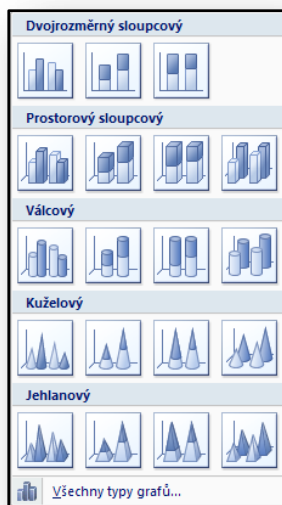 Dvojrozměrný sloupcový
Prostorový sloupcový
Válcový
Kuželový
Jehlanový
Všechny typy grafů...